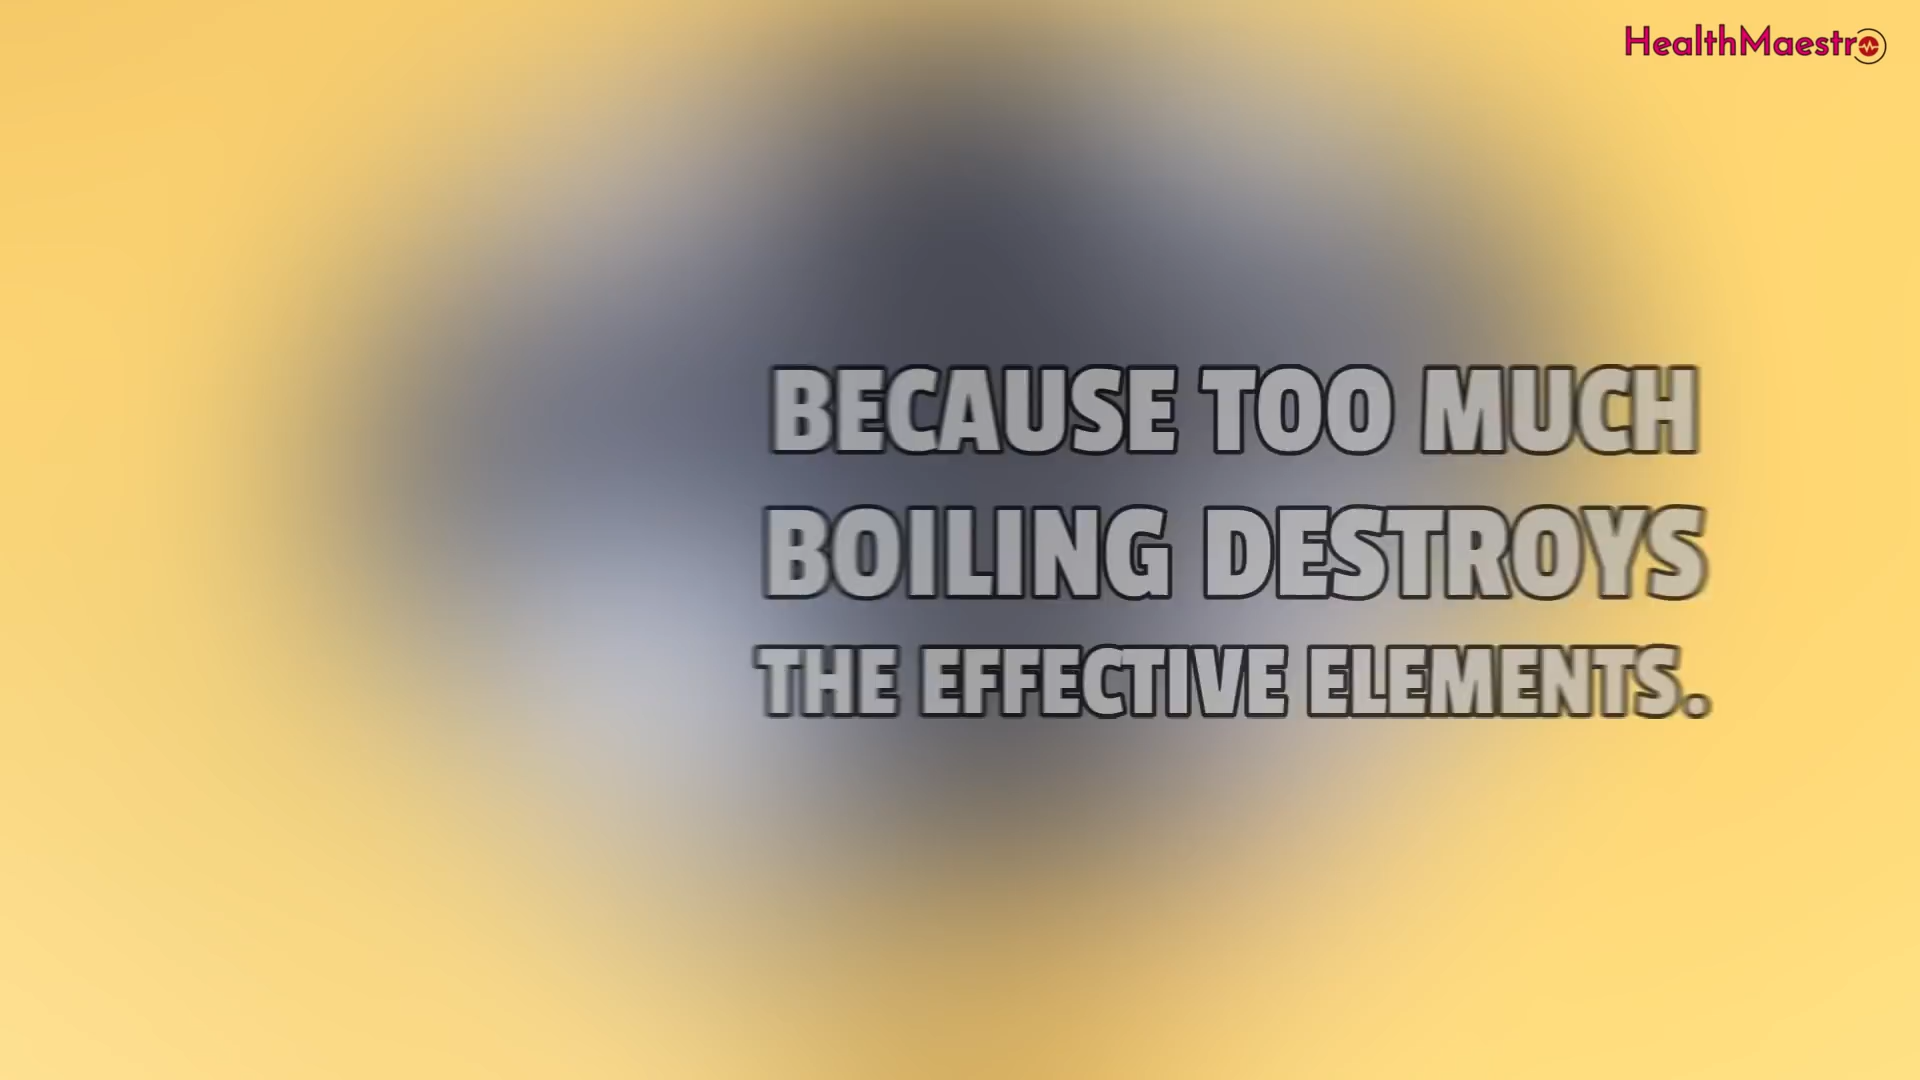 HealthMaestro
BECAUSE TOO MUCH
BOILING DESTROYS
THE EFFECTIVE ELEMENTS.